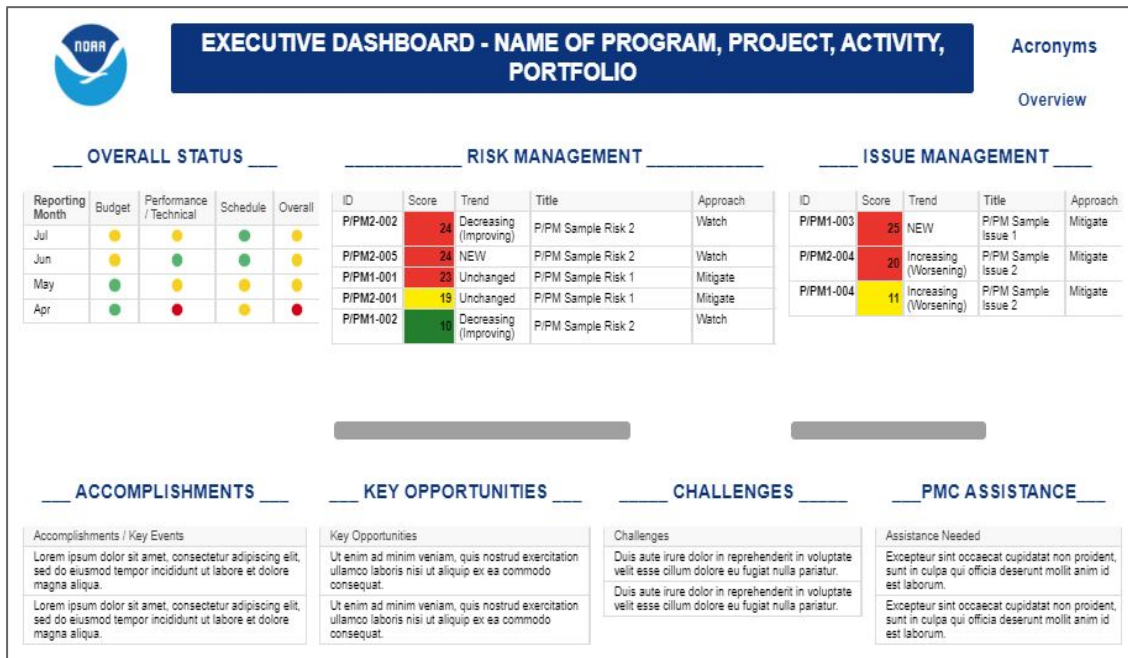 NOAA
EXECUTIVE DASHBOARD - NAME OF PROGRAM, PROJECT, ACTIVITY,
PORTFOLIO
Acronyms
Overview
___ OVERALL STATUS ___
Reporting Month Budget Performance / Technical Schedule Overall
Jul
Jun
May
Apr
____________ RISK MANAGEMENT ____________
ID Score Trend Title Approach
P/PM2-002 24 Decreasing (Improving) P/PM Sample Risk 2 Watch
P/PM2-005 24 NEW P/PM Sample Risk 2 Watch
P/PM1-001 23 Unchanged P/PM Sample Risk 1 Mitigate
P/PM2-001 19 Unchanged P/PM Sample Risk 1 Mitigate
P/PM1-002 10 Decreasing (Improving) P/PM Sample Risk 2 Watch
____ ISSUE MANAGEMENT ____
ID Score Trend Title Approach
P/PM1-003 25 NEW P/PM Sample Issue 1 Mitigate
P/PM2-004 20 Increasing (Worsening) P/PM Sample Issue 2 Mitigate
P/PM1-004 11 Increasing (Worsening) P/PM Sample Issue 2 Mitigate
___ ACCOMPLISHMENTS ___
Accomplishments / Key Events
Lorem ipsum dolor sit amet, consectetur adipiscing elit,
sed do eiusmod tempor incididunt ut labore et dolore
magna aliqua.
Lorem ipsum dolor sit amet, consectetur adipiscing elit,
sed do eiusmod tempor incididunt ut labore et dolore
magna aliqua.
___ KEY OPPORTUNITIES ___
Key Opportunities
Ut enim ad minim veniam, quis nostrud exercitation
ullamco laboris nisi ut aliquip ex ea commodo
consequat.
Ut enim ad minim veniam, quis nostrud exercitation
ullamco laboris nisi ut aliquip ex ea commodo
consequat.
_____ CHALLENGES _____
Challenges
Duis aute irure dolor in reprehenderit in voluptate
velit esse cillum dolore eu fugiat nulla pariatur.
Duis aute irure dolor in reprehenderit in voluptate
velit esse cillum dolore eu fugiat nulla pariatur.
___PMC ASSISTANCE___
Assistance Needed
Excepteur sint occaecat cupidatat non proident,
sunt in culpa qui officia deserunt mollit anim id
est laborum.
Excepteur sint occaecat cupidatat non proident,
sunt in culpa qui officia deserunt mollit anim id
est laborum.